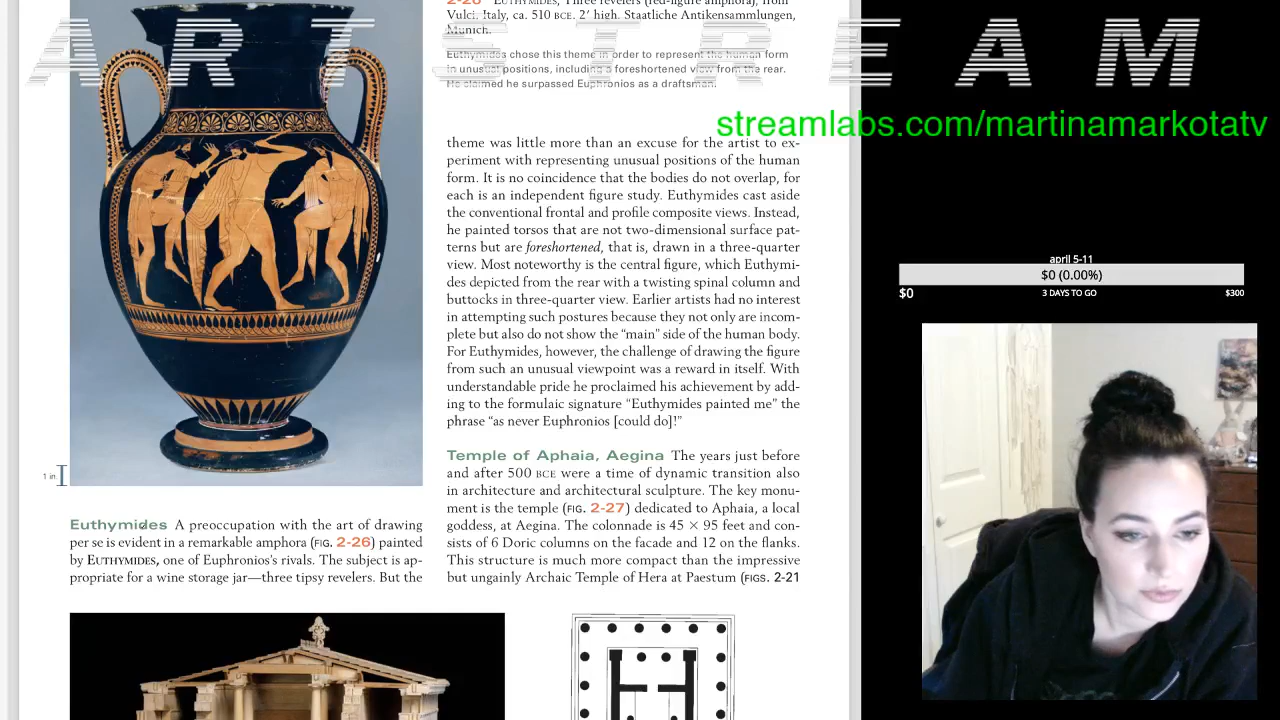 2-26 EUTHYMIDES, Three revelers (red-figure amphora), from
Vulci, Italy, ca. 510 BCE. 2′ high. Staatliche Antikensammlungen,
Munich.
ART STREAM
Euthymides chose this theme in order to represent the human form
in unusual positions, including a foreshortened view from the rear.
He claimed he surpassed Euphronios as a draftsman.
streamlabs.com/martinamarkotatv
theme was little more than an excuse for the artist to ex-
periment with representing unusual positions of the human
form. It is no coincidence that the bodies do not overlap, for
each is an independent figure study. Euthymides cast aside
the conventional frontal and profile composite views. Instead,
he painted torsos that are not two-dimensional surface pat-
terns but are foreshortened, that is, drawn in a three-quarter
view. Most noteworthy is the central figure, which Euthymi-
des depicted from the rear with a twisting spinal column and
buttocks in three-quarter view. Earlier artists had no interest
in attempting such postures because they not only are incom-
plete but also do not show the “main” side of the human body.
For Euthymides, however, the challenge of drawing the figure
from such an unusual viewpoint was a reward in itself. With
understandable pride he proclaimed his achievement by add-
ing to the formulaic signature “Euthymides painted me” the
phrase “as never Euphronios [could do]!”
1 in.
Euthymides A preoccupation with the art of drawing
per se is evident in a remarkable amphora (FIG. 2-26) painted
by EUTHYMIDES, one of Euphronios’s rivals. The subject is ap-
propriate for a wine storage jar—three tipsy revelers. But the
Temple of Aphaia, Aegina The years just before
and after 500 BCE were a time of dynamic transition also
in architecture and architectural sculpture. The key monu-
ment is the temple (FIG. 2-27) dedicated to Aphaia, a local
goddess, at Aegina. The colonnade is 45 × 95 feet and con-
sists of 6 Doric columns on the facade and 12 on the flanks.
This structure is much more compact than the impressive
but ungainly Archaic Temple of Hera at Paestum (FIGS. 2-21
april 5-11
$0 (0.00%)
$0 3 DAYS TO GO $300